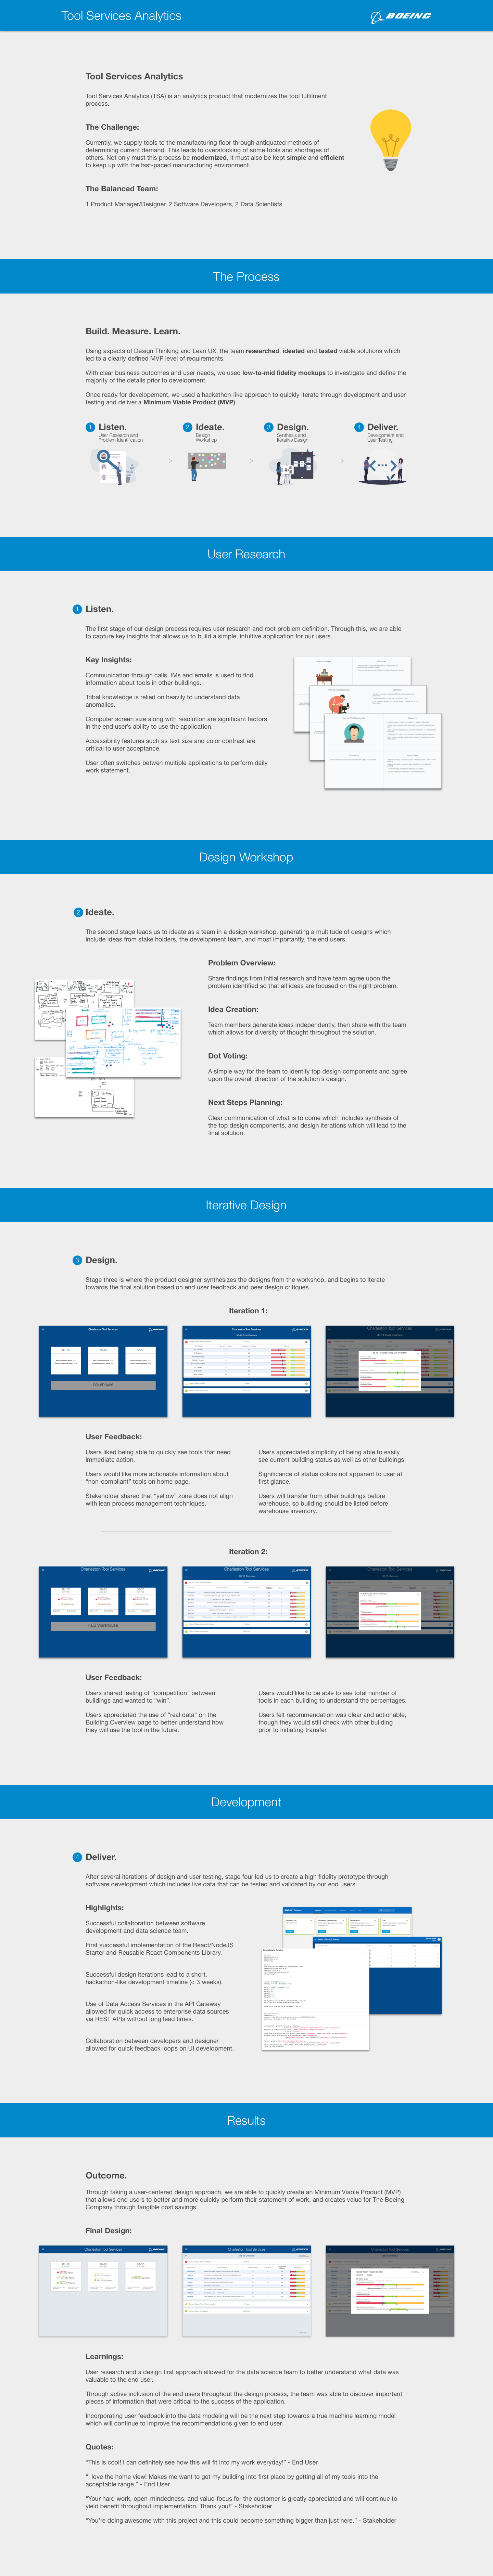 Tool Services Analytics
BOEING
Tool Services Analytics
Tool Services Analytics (TSA) is an analytics product that modernizes the tool fulfilment
process.
The Challenge:
Currently, we supply tools to the manufacturing floor through antiquated methods of
determining current demand. This leads to overstocking of some tools and shortages of
others. Not only must this process be modernized, it must also be kept simple and efficient
to keep up with the fast-paced manufacturing environment.
The Balanced Team:
1 Product Manager/Designer, 2 Software Developers, 2 Data Scientists
The Process
Build. Measure. Learn.
Using aspects of Design Thinking and Lean UX, the team researched, ideated and tested viable solutions which
led to a clearly defined MVP level of requirements.
With clear business outcomes and user needs, we used low-to-mid fidelity mockups to investigate and define the
majority of the details prior to development.
Once ready for developement, we used a hackathon-like approach to quickly iterate through development and user
testing and deliver a Minimum Viable Product (MVP).
1 Listen.
User Research and
Problem Identification
2 Ideate.
Design
Workshop
3 Design.
Synthesis and
Iterative Design
4 Deliver.
Development and
User Testing
User Research
1 Listen.
The first stage of our design process requires user research and root problem definition. Through this, we are able
to capture key insights that allows us to build a simple, intuitive application for our users.
Key Insights:
Communication through calls, IMs and emails is used to find
information about tools in other buildings.
Tribal knowledge is relied on heavily to understand data
anomalies.
Computer screen size along with resolution are significant factors
in the end user's ability to use the application.
Accessibility features such as text size and color contrast are
critical to user acceptance.
User often switches betwen multiple applications to perform daily
work statement.
Design Workshop
2 Ideate.
The second stage leads us to ideate as a team in a design workshop, generating a multitude of designs which
include ideas from stake holders, the development team, and most importantly, the end users.
Problem Overview:
Share findings from initial research and have team agree upon the
problem identified so that all ideas are focused on the right problem.
Idea Creation:
Team members generate ideas independently, then share with the team
which allows for diversity of thought throughout the solution.
Dot Voting:
A simple way for the team to identify top design components and agree
upon the overall direction of the solution's design.
Next Steps Planning:
Clear communication of what is to come which includes synthesis of
the top design components, and design iterations which will lead to the
final solution.
Iterative Design
3 Design.
Stage three is where the product designer synthesizes the designs from the workshop, and begins to iterate
towards the final solution based on end user feedback and peer design critiques.
Iteration 1:
Charleston Tool Services
BOEING
Warehouse
Charleston Tool Services
BOEING
Charleston Tool Services
User Feedback:
Users liked being able to quickly see tools that need
immediate action.
Users would like more actionable information about
"non-compliant" tools on home page.
Stakeholder shared that "yellow" zone does not align
with lean process management techniques.
Users appreciated simplicity of being able to easily
see current building status as well as other buildings.
Significance of status colors not apparent to user at
first glance.
Users will transfer from other buildings before
warehouse, so building should be listed before
warehouse inventory.
Iteration 2:
Charleston Tool Services
BOEING
Charleston Tool Services
BOEING
Charleston Tool Services
User Feedback:
Users shared feeling of "competition" between
buildings and wanted to "win".
Users appreciated the use of "real data" on the
Building Overview page to better understand how
they will use the tool in the future.
Users would like to be able to see total number of
tools in each building to understand the percentages.
Users felt recommendation was clear and actionable,
though they would still check with other building
prior to initiating transfer.
Development
4 Deliver.
After several iterations of design and user testing, stage four led us to create a high fidelity prototype through
software development which includes live data that can be tested and validated by our end users.
Highlights:
Successful collaboration between software
development and data science team.
First successful implementation of the React/NodeJS
Starter and Reusable React Components Library.
Successful design iterations lead to a short,
hackathon-like development timeline (< 3 weeks).
Use of Data Access Services in the API Gateway
allowed for quick access to enterprise data sources
via REST APIs without long lead times.
Collaboration between developers and designer
allowed for quick feedback loops on UI development.
Results
Outcome.
Through taking a user-centered design approach, we are able to quickly create an Minimum Viable Product (MVP)
that allows end users to better and more quickly perform their statement of work, and creates value for The Boeing
Company through tangible cost savings.
Final Design:
Charleston Tool Services
BOEING
Charleston Tool Services
BOEING
Charleston Tool Services
Learnings:
User research and a design first approach allowed for the data science team to better understand what data was
valuable to the end user.
Through active inclusion of the end users throughout the design process, the team was able to discover important
pieces of information that were critical to the success of the application.
Incorporating user feedback into the data modeling will be the next step towards a true machine learning model
which will continue to improve the recommendations given to end user.
Quotes:
"This is cool! I can definitely see how this will fit into my work everyday!" - End User
"I love the home view! Makes me want to get my building into first place by getting all of my tools into the
acceptable range." - End User
"Your hard work, open-mindedness, and value-focus for the customer is greatly appreciated and will continue to
yield benefit throughout implementation. Thank you!" - Stakeholder
"You're doing awesome with this project and this could become something bigger than just here." - Stakeholder